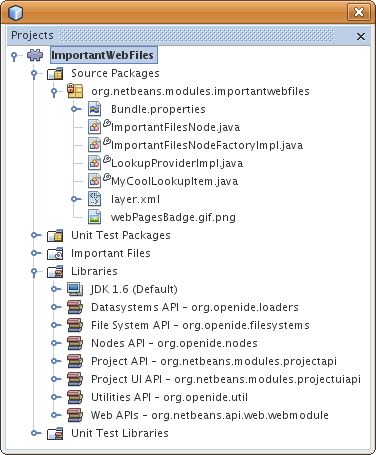 Projects
ImportantWebFiles
Source Packages
org.netbeans.modules.importantwebfiles
Bundle.properties
ImportantFilesNode.java
ImportantFilesNodeFactoryImpl.java
LookupProviderImpl.java
MyCoolLookupItem.java
layer.xml
webPagesBadge.gif.png
Unit Test Packages
Important Files
Libraries
JDK 1.6 (Default)
Datasystems API - org.openide.loaders
File System API - org.openide.filesystems
Nodes API - org.openide.nodes
Project API - org.netbeans.modules.projectapi
Project UI API - org.netbeans.modules.projectuiapi
Utilities API - org.openide.util
Web APIs - org.netbeans.api.web.webmodule
Unit Test Libraries